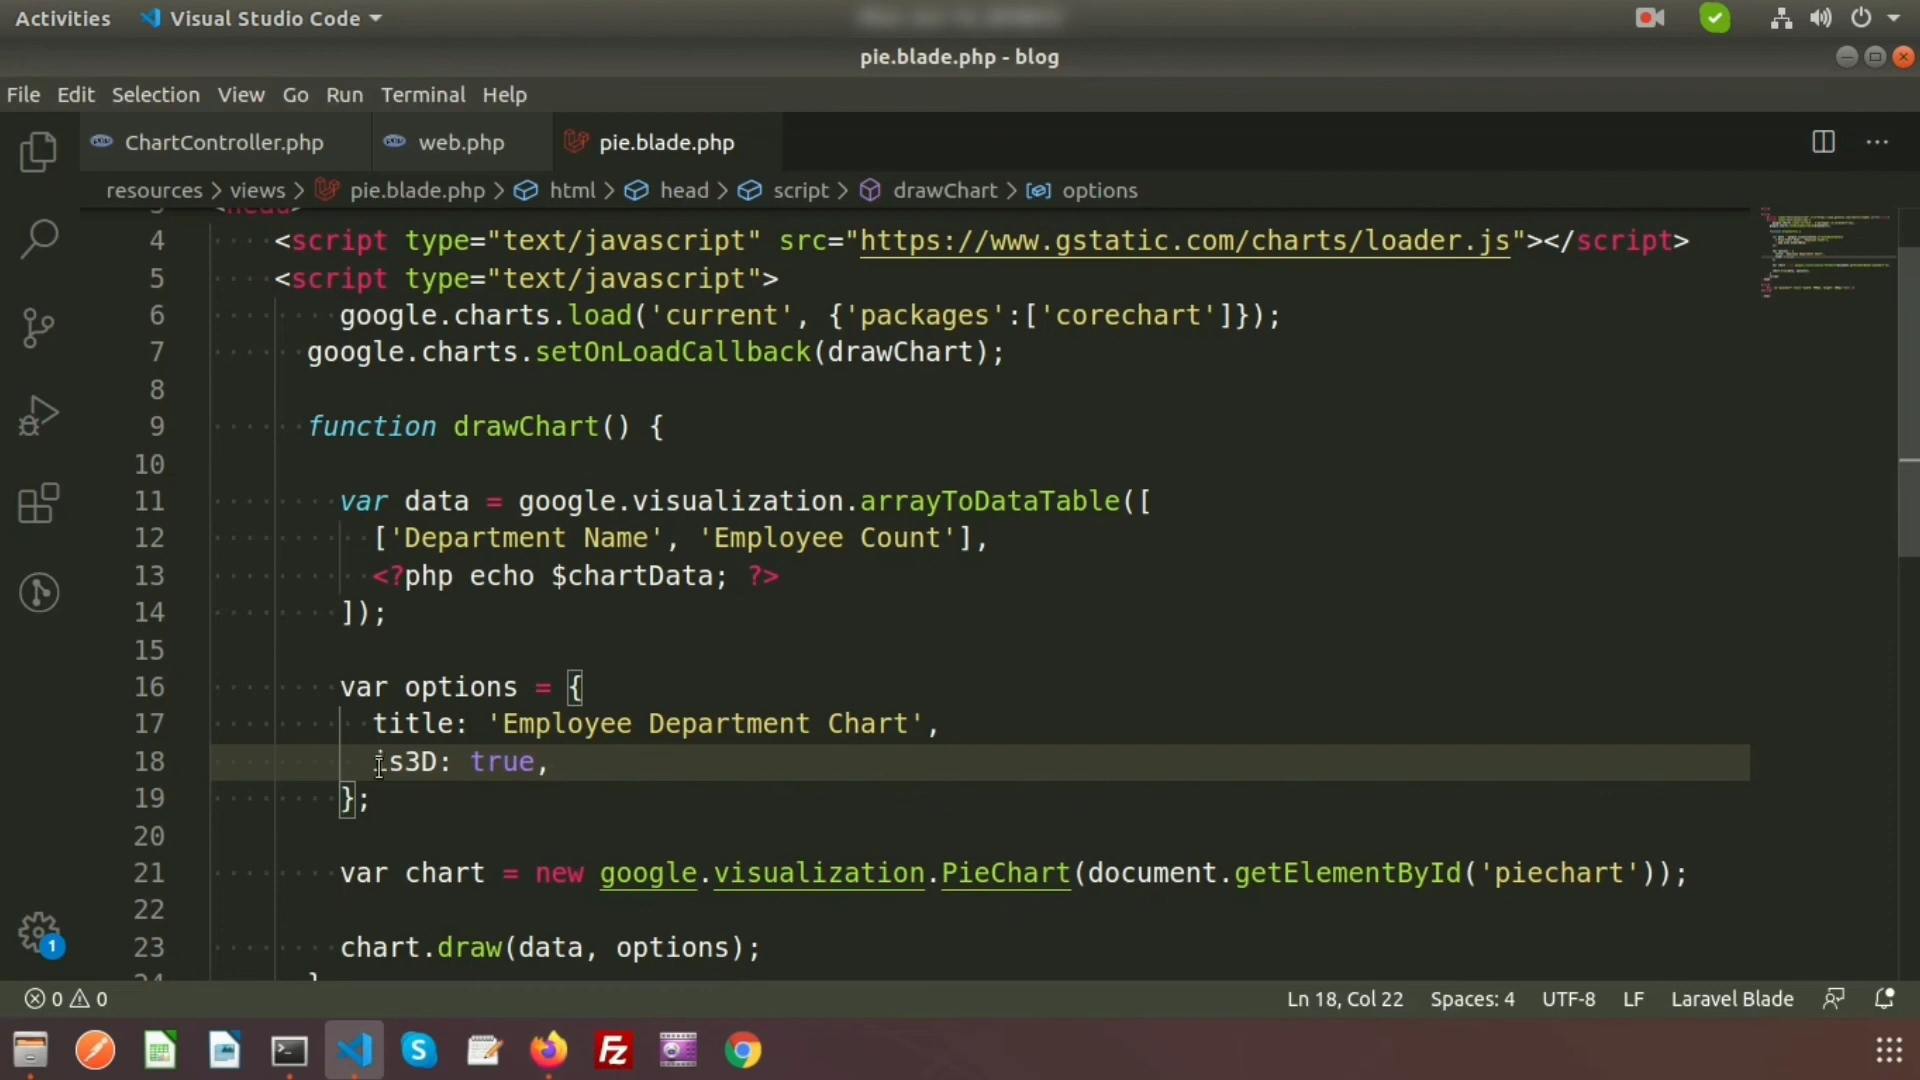 Activities Visual Studio Code
pie.blade.php - blog
File Edit Selection View Go Run Terminal Help
ChartController.php web.php pie.blade.php
resources > views > pie.blade.php > html > head > script > drawChart > options
<head>
4 <script type="text/javascript" src="https://www.gstatic.com/charts/loader.js"></script>
5 <script type="text/javascript">
6 google.charts.load('current', {'packages':['corechart']});
7 google.charts.setOnLoadCallback(drawChart);
8
9 function drawChart() {
10
11 var data = google.visualization.arrayToDataTable([
12 ['Department Name', 'Employee Count'],
13 <?php echo $chartData; ?>
14 ]);
15
16 var options = {
17 title: 'Employee Department Chart',
18 is3D: true,
19 };
20
21 var chart = new google.visualization.PieChart(document.getElementById('piechart'));
22
23 chart.draw(data, options);
24 }
0 0 Ln 18, Col 22 Spaces: 4 UTF-8 LF Laravel Blade
1